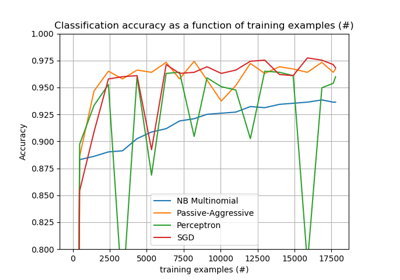 Classification accuracy as a function of training examples (#)
1.000
0.975
0.950
0.925
0.900
0.875
0.850
0.825
0.800
Accuracy
NB Multinomial
Passive-Aggressive
Perceptron
SGD
0 2500 5000 7500 10000 12500 15000 17500
training examples (#)